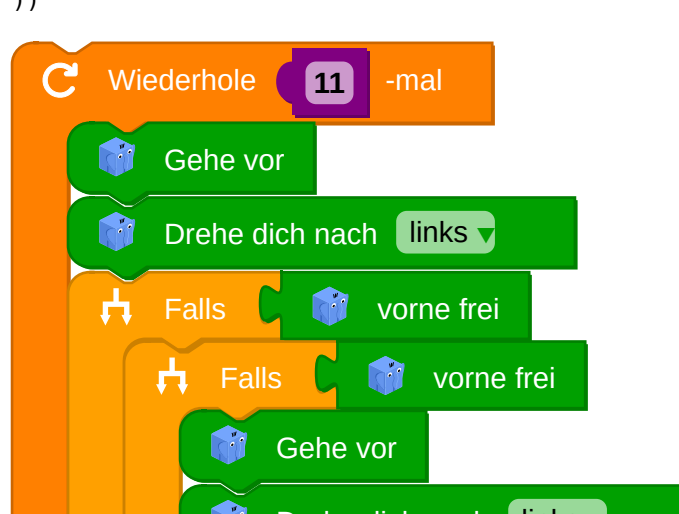 ))
Wiederhole 11 -mal
Gehe vor
Drehe dich nach links
Falls vorne frei
Falls vorne frei
Gehe vor